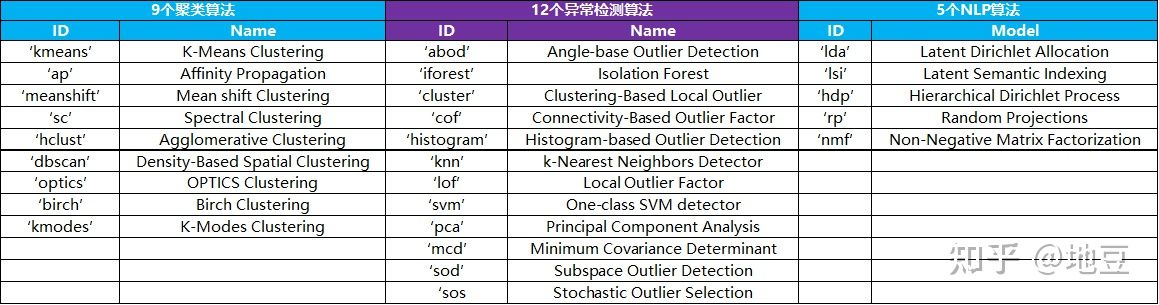 9个聚类算法 12个异常检测算法 5个NLP算法
ID Name ID Name ID Model
‘kmeans’ K-Means Clustering ‘abod’ Angle-base Outlier Detection ‘lda’ Latent Dirichlet Allocation
‘ap’ Affinity Propagation ‘iforest’ Isolation Forest ‘lsi’ Latent Semantic Indexing
‘meanshift’ Mean shift Clustering ‘cluster’ Clustering-Based Local Outlier ‘hdp’ Hierarchical Dirichlet Process
‘sc’ Spectral Clustering ‘cof’ Connectivity-Based Outlier Factor ‘rp’ Random Projections
‘hclust’ Agglomerative Clustering ‘histogram’ Histogram-based Outlier Detection ‘nmf’ Non-Negative Matrix Factorization
‘dbscan’ Density-Based Spatial Clustering ‘knn’ k-Nearest Neighbors Detector
‘optics’ OPTICS Clustering ‘lof’ Local Outlier Factor
‘birch’ Birch Clustering ‘svm’ One-class SVM detector
‘kmodes’ K-Modes Clustering ‘pca’ Principal Component Analysis
‘mcd’ Minimum Covariance Determinant
‘sod’ Subspace Outlier Detection
‘sos Stochastic Outlier Selection
知乎 @地豆